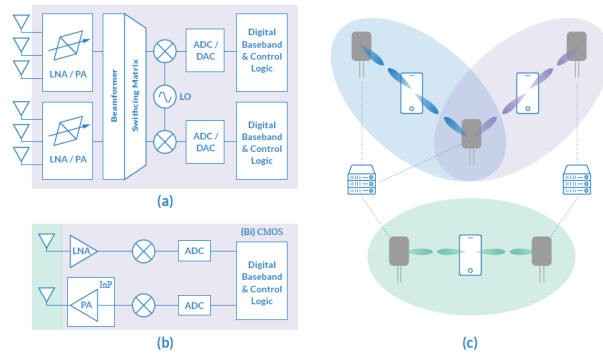 LNA / PA
LNA / PA
Beamformer
Swithcing Matrix
LO
ADC /
DAC
ADC /
DAC
Digital
Baseband
& Control
Logic
Digital
Baseband
& Control
Logic
(a)
(Bi) CMOS
LNA
ADC
InP
PA
ADC
Digital
Baseband
& Control
Logic
(b)
(c)